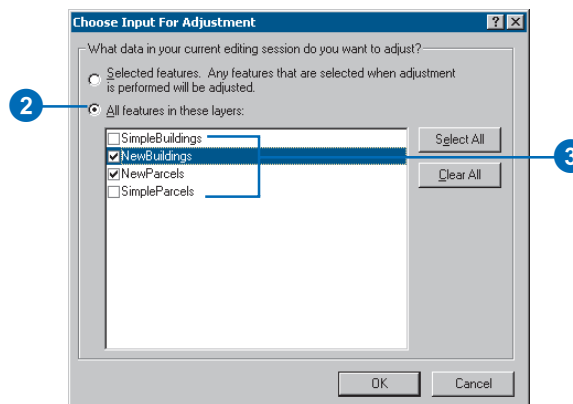 Choose Input For Adjustment
What data in your current editing session do you want to adjust?
Selected features. Any features that are selected when adjustment
is performed will be adjusted.
2
All features in these layers:
SimpleBuildings
Select All
NewBuildings
3
NewParcels
Clear All
SimpleParcels
OK
Cancel